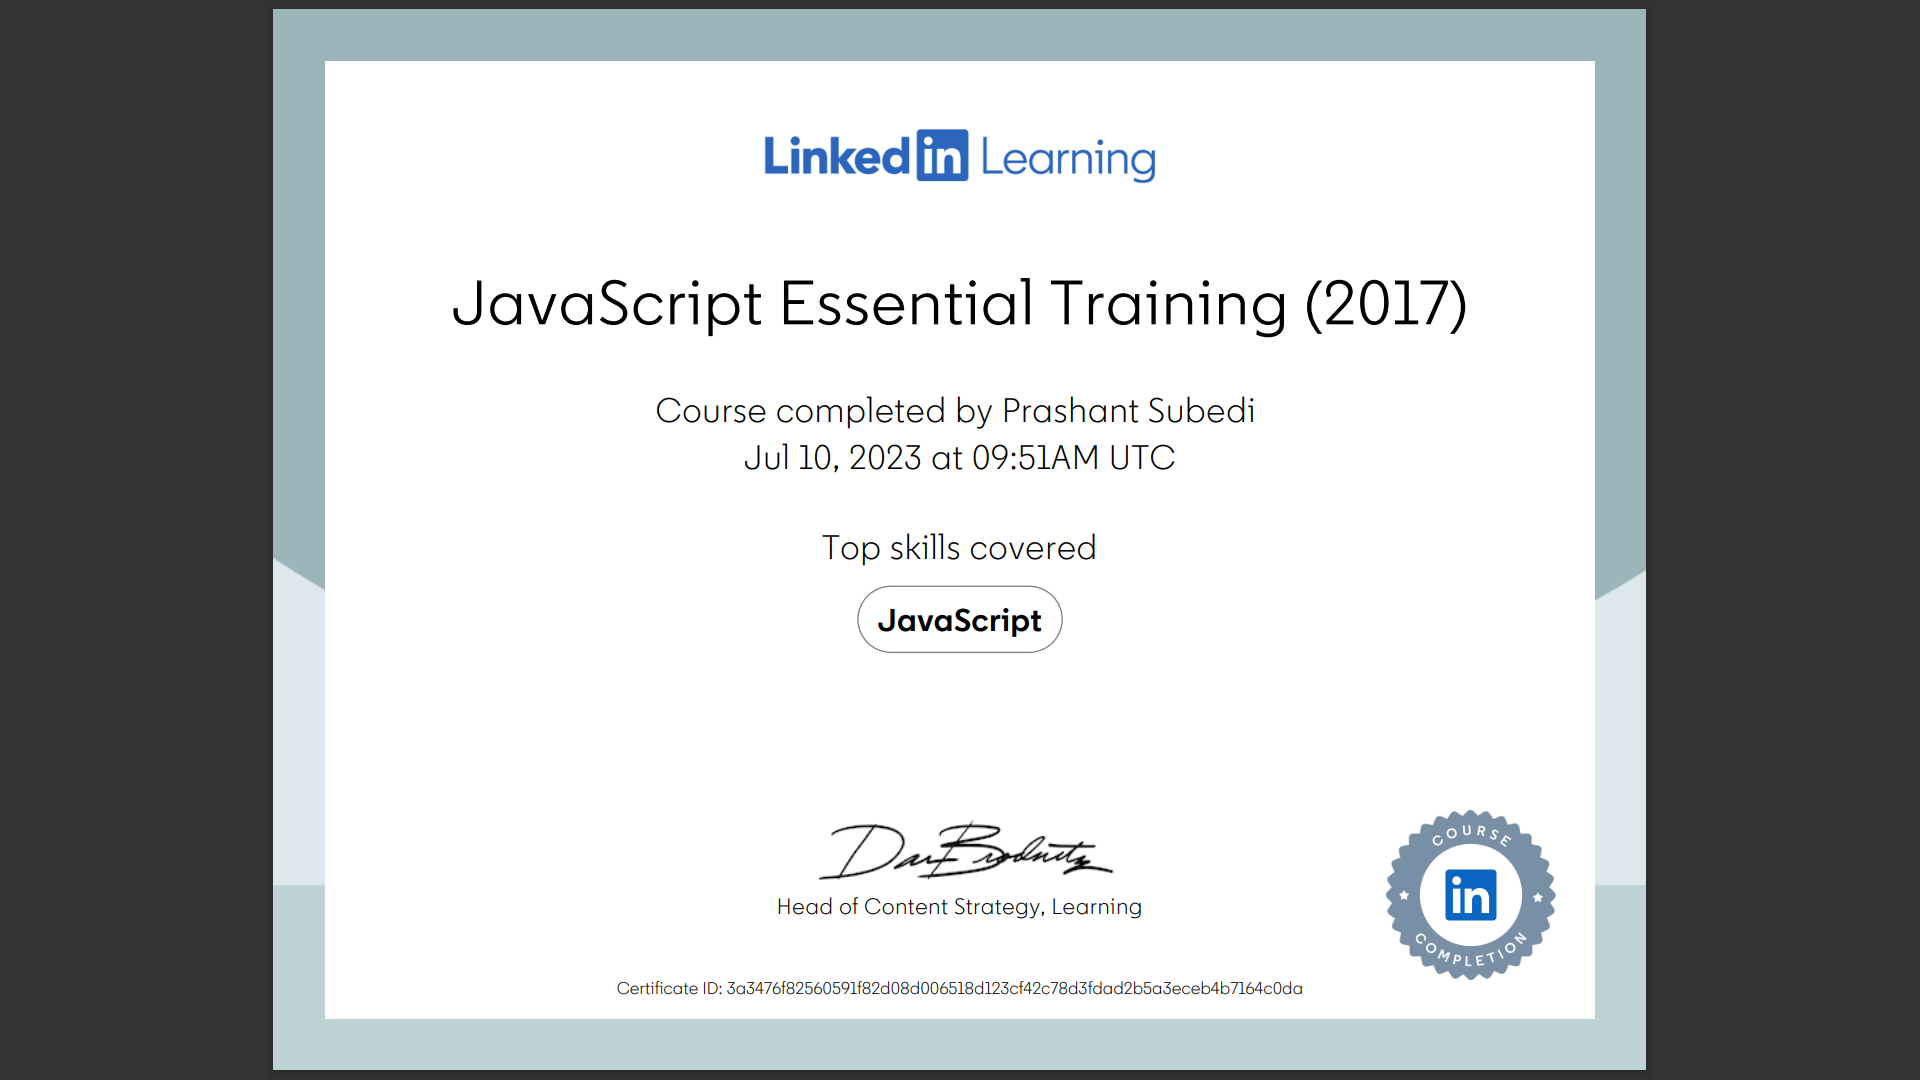 Linked in Learning
JavaScript Essential Training (2017)
Course completed by Prashant Subedi
Jul 10, 2023 at 09:51AM UTC
Top skills covered
JavaScript
Dan Brodnitz
Head of Content Strategy, Learning
COURSE
in
COMPLETION
Certificate ID: 3a3476f82560591f82d08d006518d123cf42c78d3fdad2b5a3eceb4b7164c0da